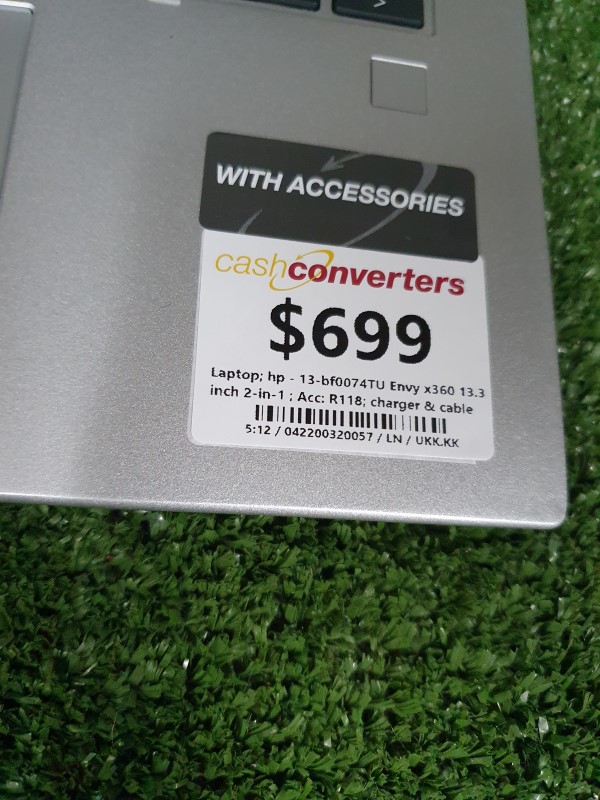 >
WITH ACCESSORIES
cashconverters
$699
Laptop; hp - 13-bf0074TU Envy x360 13.3
inch 2-in-1 ; Acc: R118; charger & cable
5:12 / 042200320057 / LN / UKK.KK